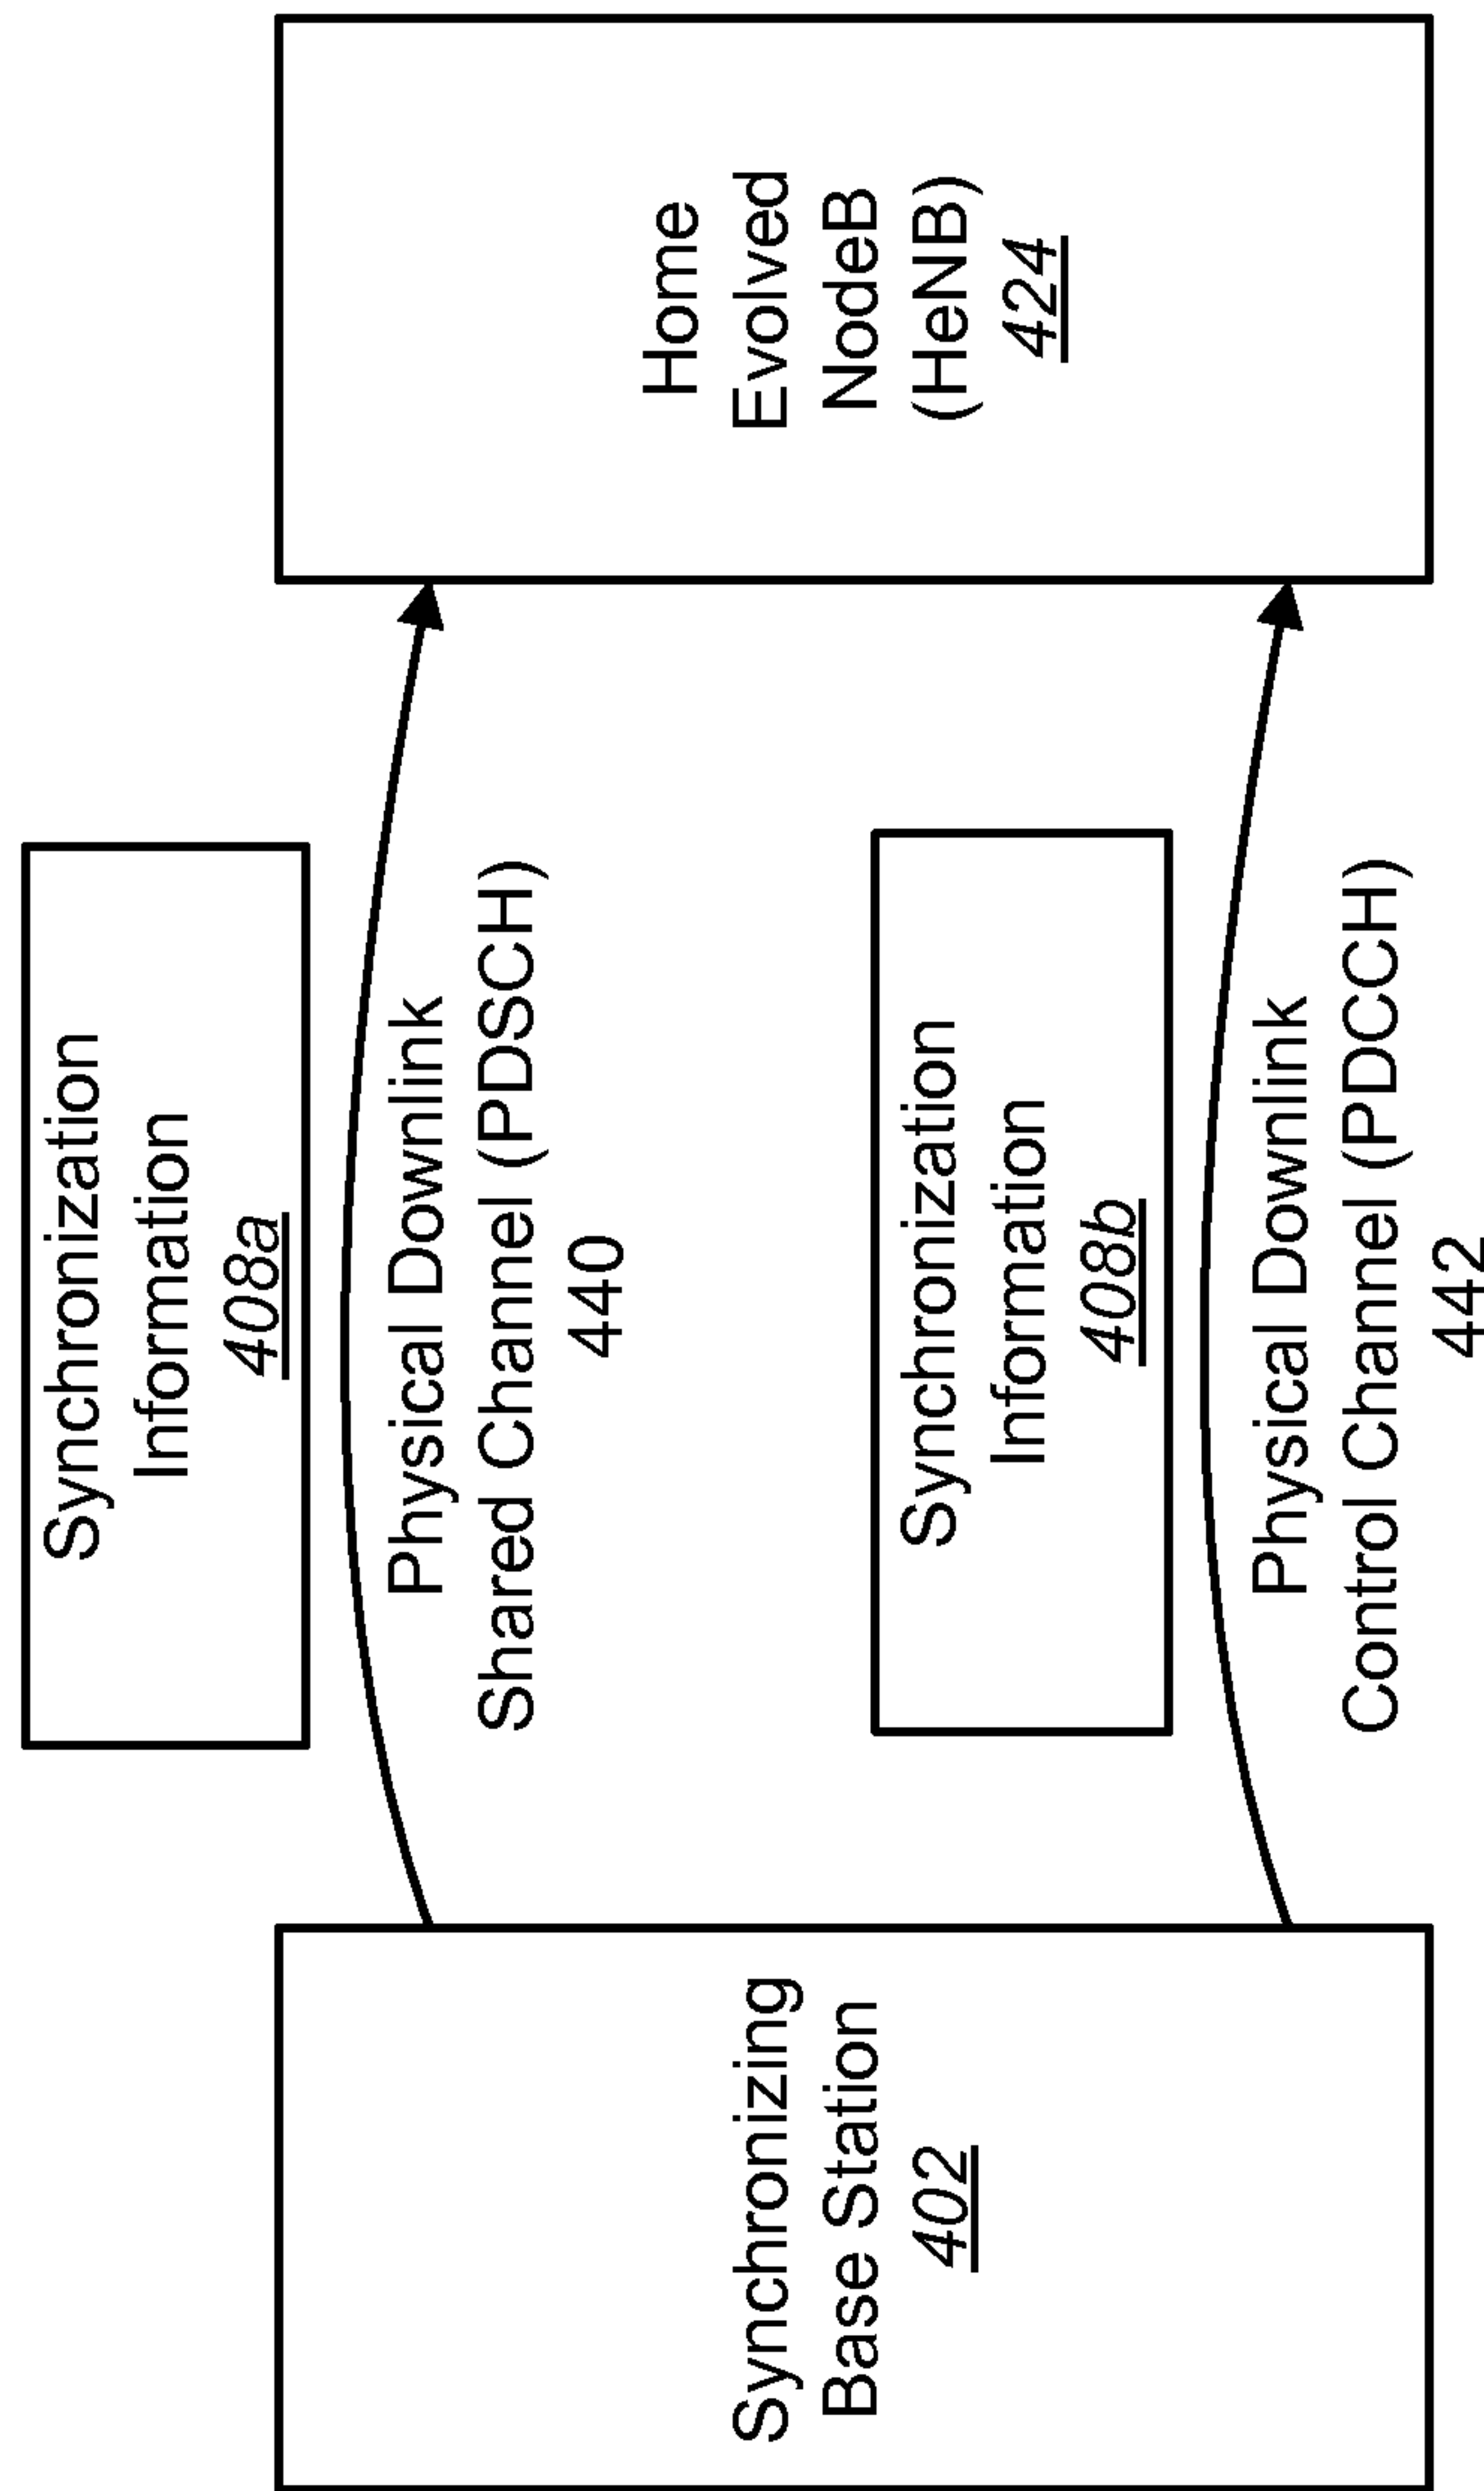 Synchronizing
Base Station
402
Synchronization
Information
408a
Physical Downlink
Shared Channel (PDSCH)
440
Synchronization
Information
408b
Physical Downlink
Control Channel (PDCCH)
442
Home
Evolved
NodeB
(HeNB)
424